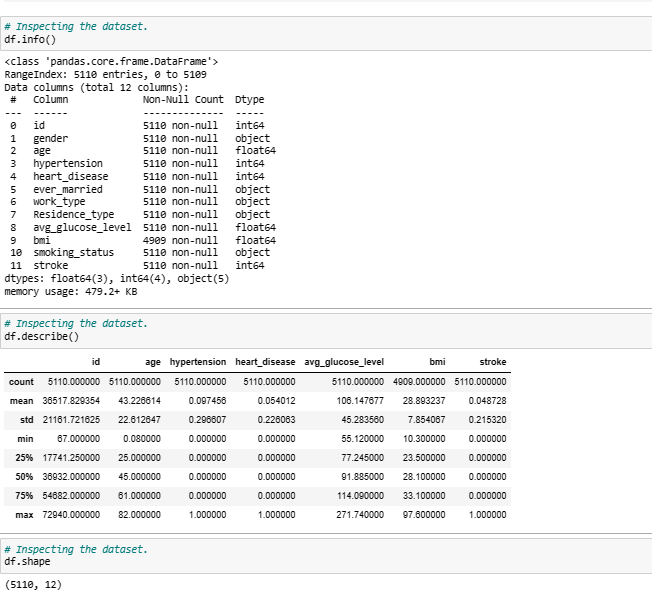 # Inspecting the dataset.
df.info()
<class 'pandas.core.frame.DataFrame'>
RangeIndex: 5110 entries, 0 to 5109
Data columns (total 12 columns):
 #   Column             Non-Null Count  Dtype
---  ------             --------------  -----
 0   id                 5110 non-null   int64
 1   gender             5110 non-null   object
 2   age                5110 non-null   float64
 3   hypertension       5110 non-null   int64
 4   heart_disease      5110 non-null   int64
 5   ever_married       5110 non-null   object
 6   work_type          5110 non-null   object
 7   Residence_type     5110 non-null   object
 8   avg_glucose_level  5110 non-null   float64
 9   bmi                4909 non-null   float64
 10  smoking_status     5110 non-null   object
 11  stroke             5110 non-null   int64
dtypes: float64(3), int64(4), object(5)
memory usage: 479.2+ KB
# Inspecting the dataset.
df.describe()
id age hypertension heart_disease avg_glucose_level bmi stroke
count 5110.000000 5110.000000 5110.000000 5110.000000 5110.000000 4909.000000 5110.000000
mean 36517.829354 43.226614 0.097456 0.054012 106.147677 28.893237 0.048728
std 21161.721625 22.612647 0.296607 0.226063 45.283560 7.854067 0.215320
min 67.000000 0.080000 0.000000 0.000000 55.120000 10.300000 0.000000
25% 17741.250000 25.000000 0.000000 0.000000 77.245000 23.500000 0.000000
50% 36932.000000 45.000000 0.000000 0.000000 91.885000 28.100000 0.000000
75% 54682.000000 61.000000 0.000000 0.000000 114.090000 33.100000 0.000000
max 72940.000000 82.000000 1.000000 1.000000 271.740000 97.600000 1.000000
# Inspecting the dataset.
df.shape
(5110, 12)